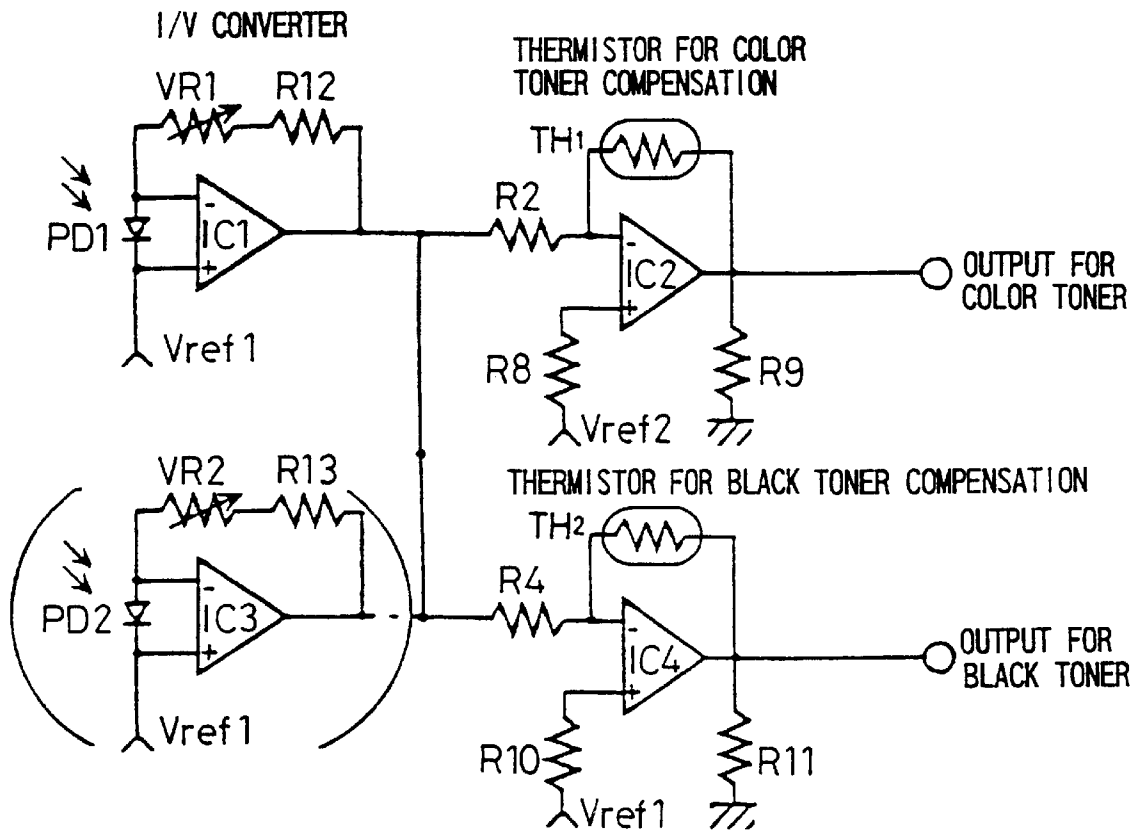 I/V CONVERTER
THERMISTOR FOR COLOR
TONER COMPENSATION
VR1
R12
TH1
R2
PD1
IC1
-
+
IC2
-
+
OUTPUT FOR
COLOR TONER
Vref1
R8
R9
Vref2
VR2
R13
THERMISTOR FOR BLACK TONER COMPENSATION
TH2
R4
PD2
IC3
-
+
IC4
-
+
OUTPUT FOR
BLACK TONER
Vref1
R10
R11
Vref1